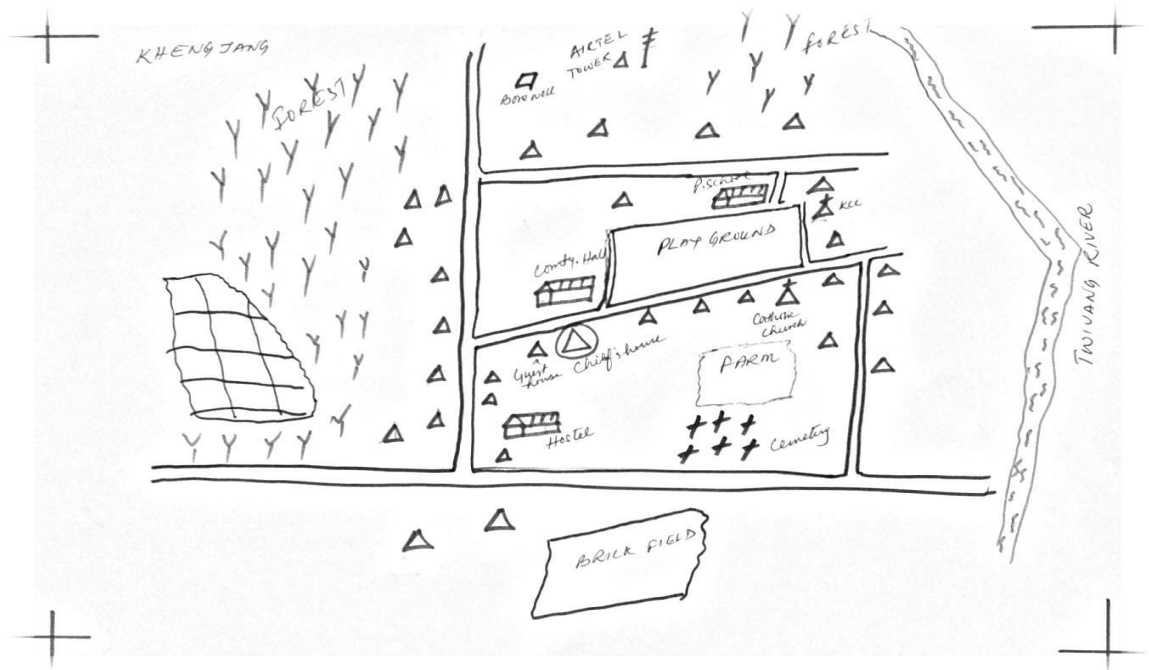 KHENGJANG
AIRTEL
TOWER
FOREST
FOREST
Borewell
P.school
KCC
PLAY GROUND
Comty. Hall
TWIVANG RIVER
Catholic
church
Chief's house
Guest
house
FARM
Hostel
Cemetery
BRICK FIELD